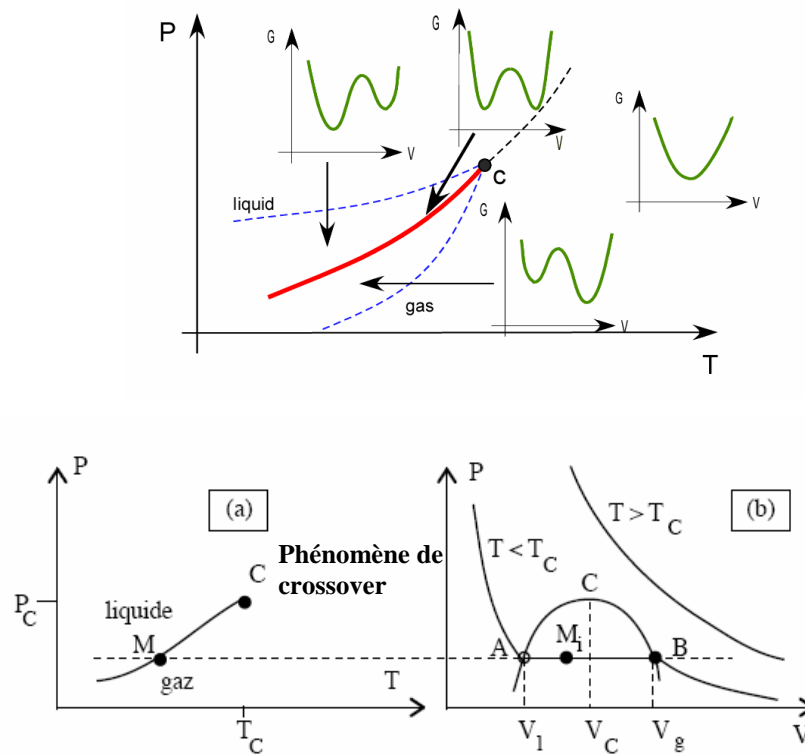 P
G
V
G
V
G
V
C
liquid
G
V
gas
T
P
(a)
Phénomène de
crossover
C
P_C
liquide
M
gaz
T
T_C
P
(b)
T < T_C
T > T_C
C
A
M_i
B
V_l
V_C
V_g
V